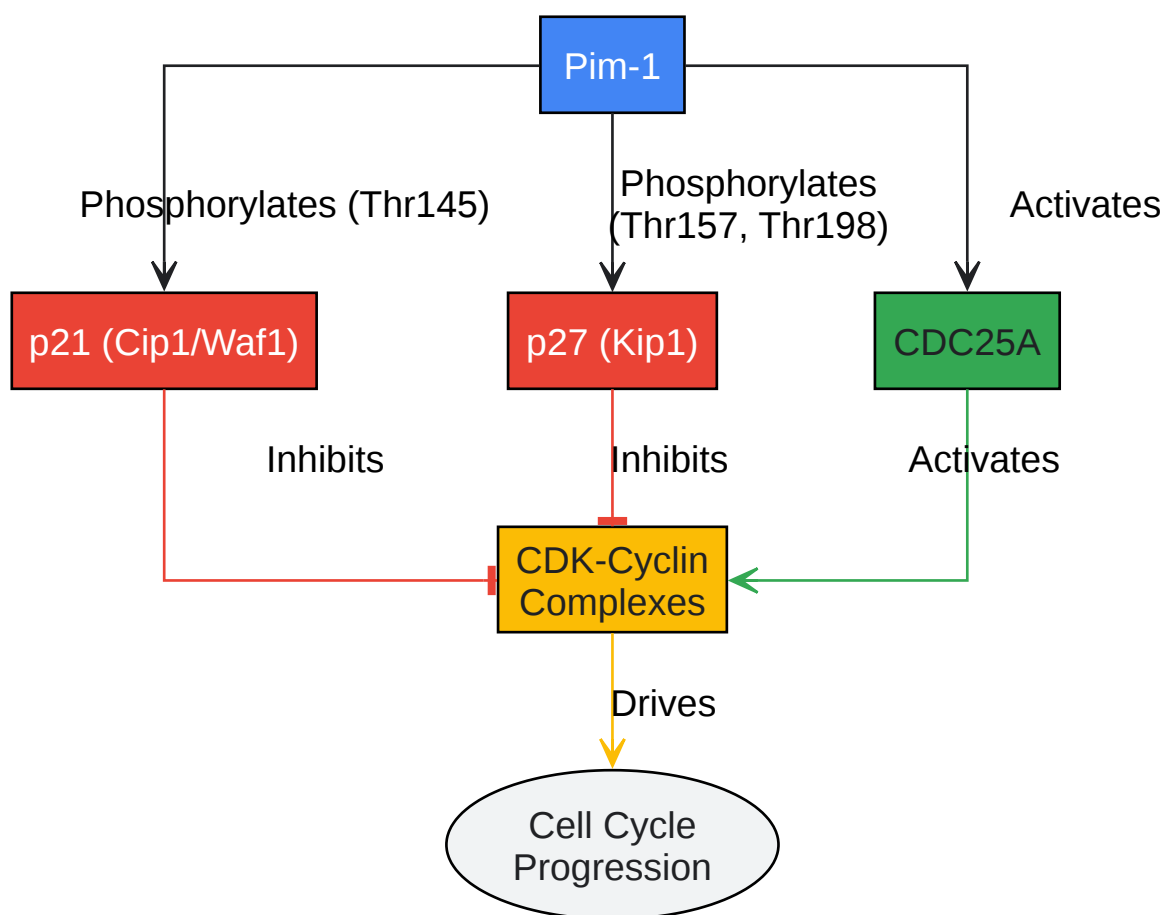 Pim-1
Phosphorylates (Thr145)
Phosphorylates
(Thr157, Thr198)
Activates
p21 (Cip1/Waf1)
p27 (Kip1)
CDC25A
Inhibits
Inhibits
Activates
CDK-Cyclin
Complexes
Drives
Cell Cycle
Progression